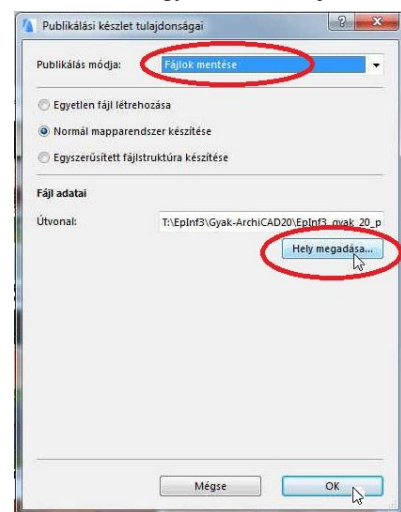 Publikálási készlet tulajdonságai
Publikálás módja: Fájlok mentése
Egyetlen fájl létrehozása
Normál mapparendszer készítése
Egyszerűsített fájlstruktúra készítése
Fájl adatai
Útvonal: T:\EpInf3\Gyak-ArchiCAD20\EpInf3_gyak_20_p
Hely megadása...
Mégse OK